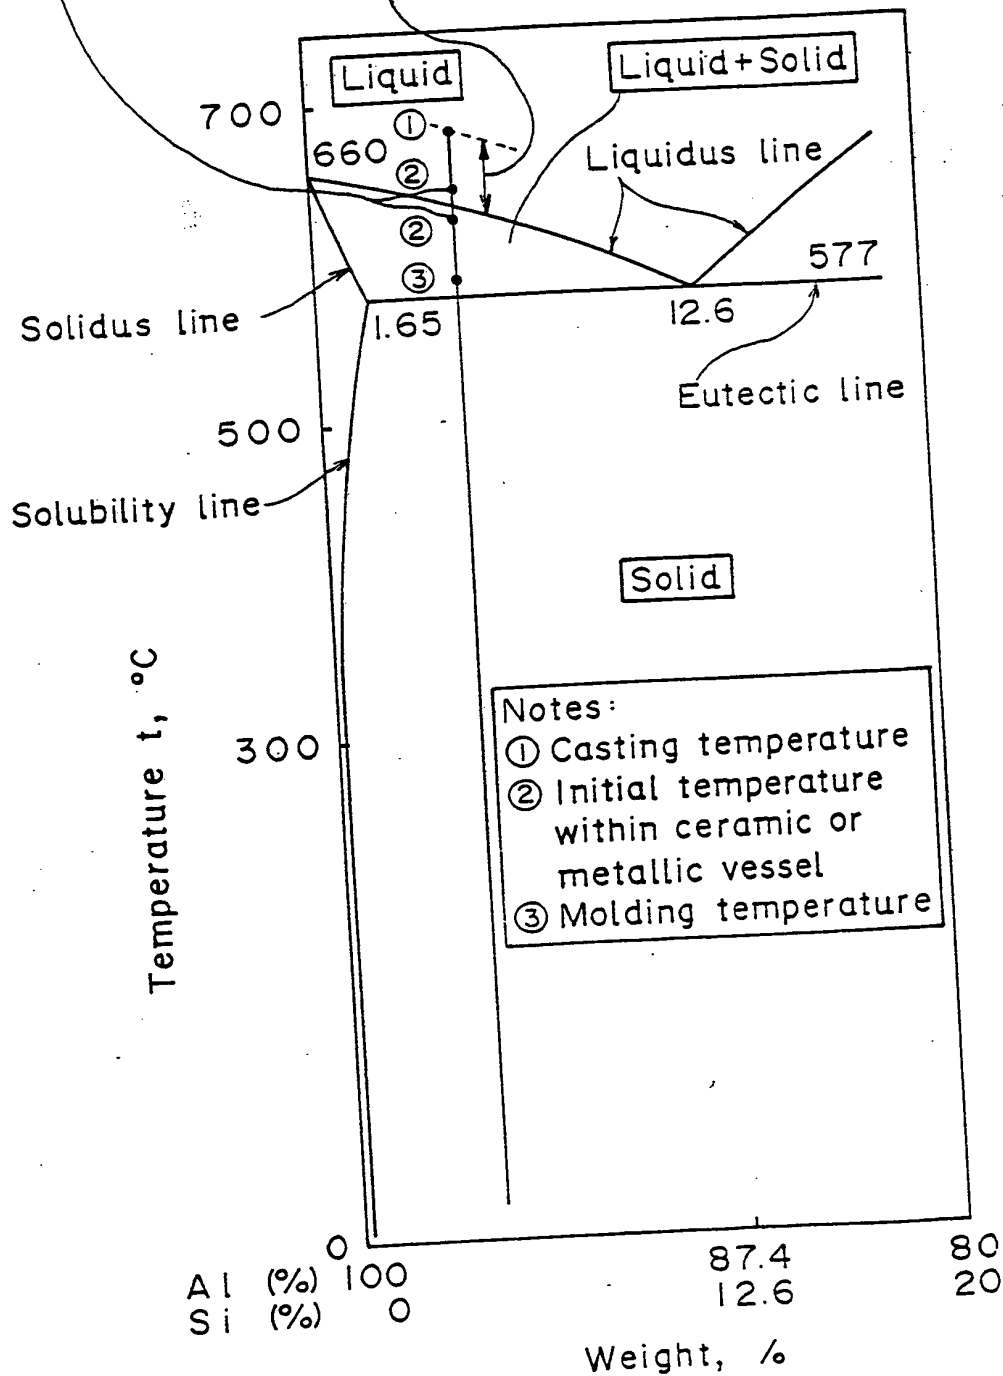 Liquid
Liquid+Solid
700
①
660
Liquidus line
②
②
577
③
Solidus line
1.65
12.6
Eutectic line
500
Solubility line
Solid
Temperature t, °C
300
Notes:
① Casting temperature
② Initial temperature
within ceramic or
metallic vessel
③ Molding temperature
0
Al (%) 100 87.4 80
Si (%) 0 12.6 20
Weight, %